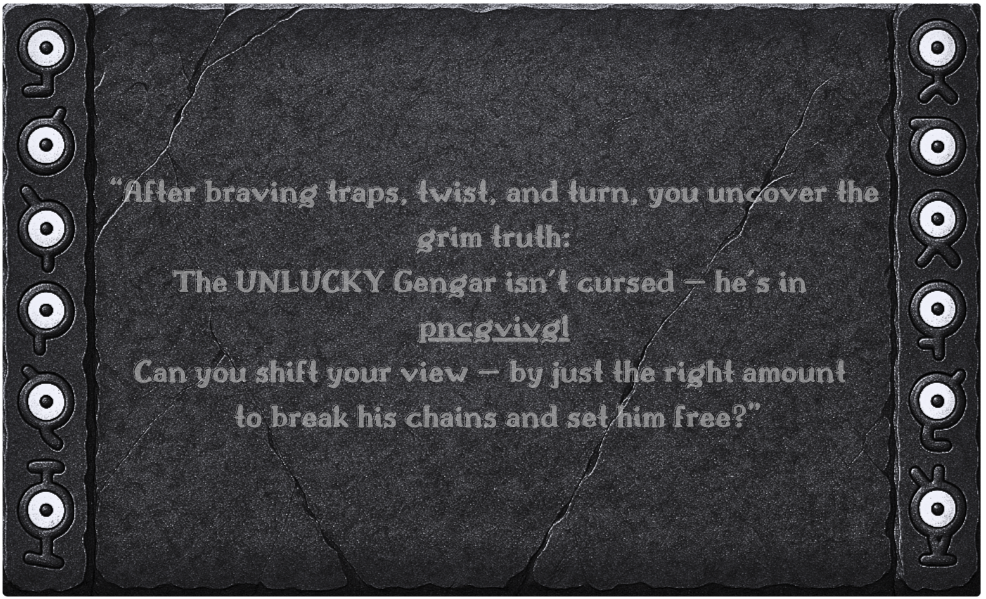 “After braving traps, twist, and turn, you uncover the
grim truth:
The UNLUCKY Gengar isn’t cursed – he’s in
pncgvivgl
Can you shift your view – by just the right amount
to break his chains and set him free?”